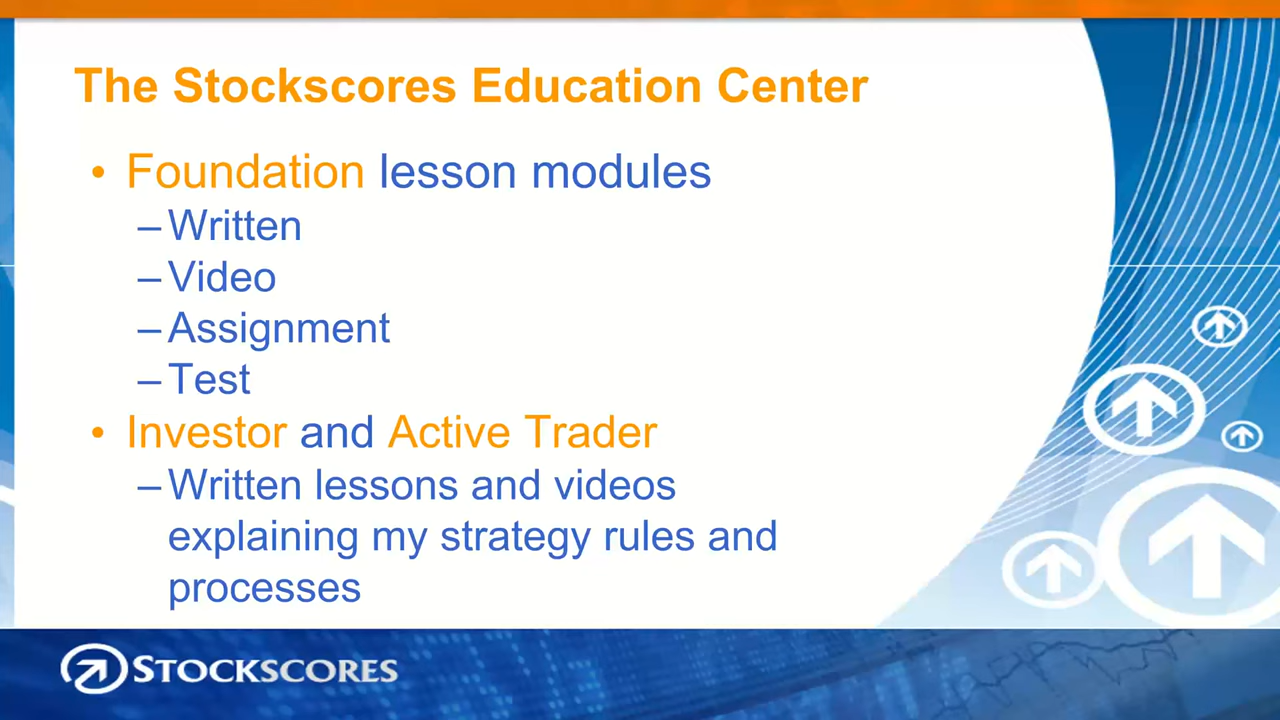 The Stockscores Education Center
• Foundation lesson modules
– Written
– Video
– Assignment
– Test
• Investor and Active Trader
– Written lessons and videos
explaining my strategy rules and
processes
STOCKSCORES